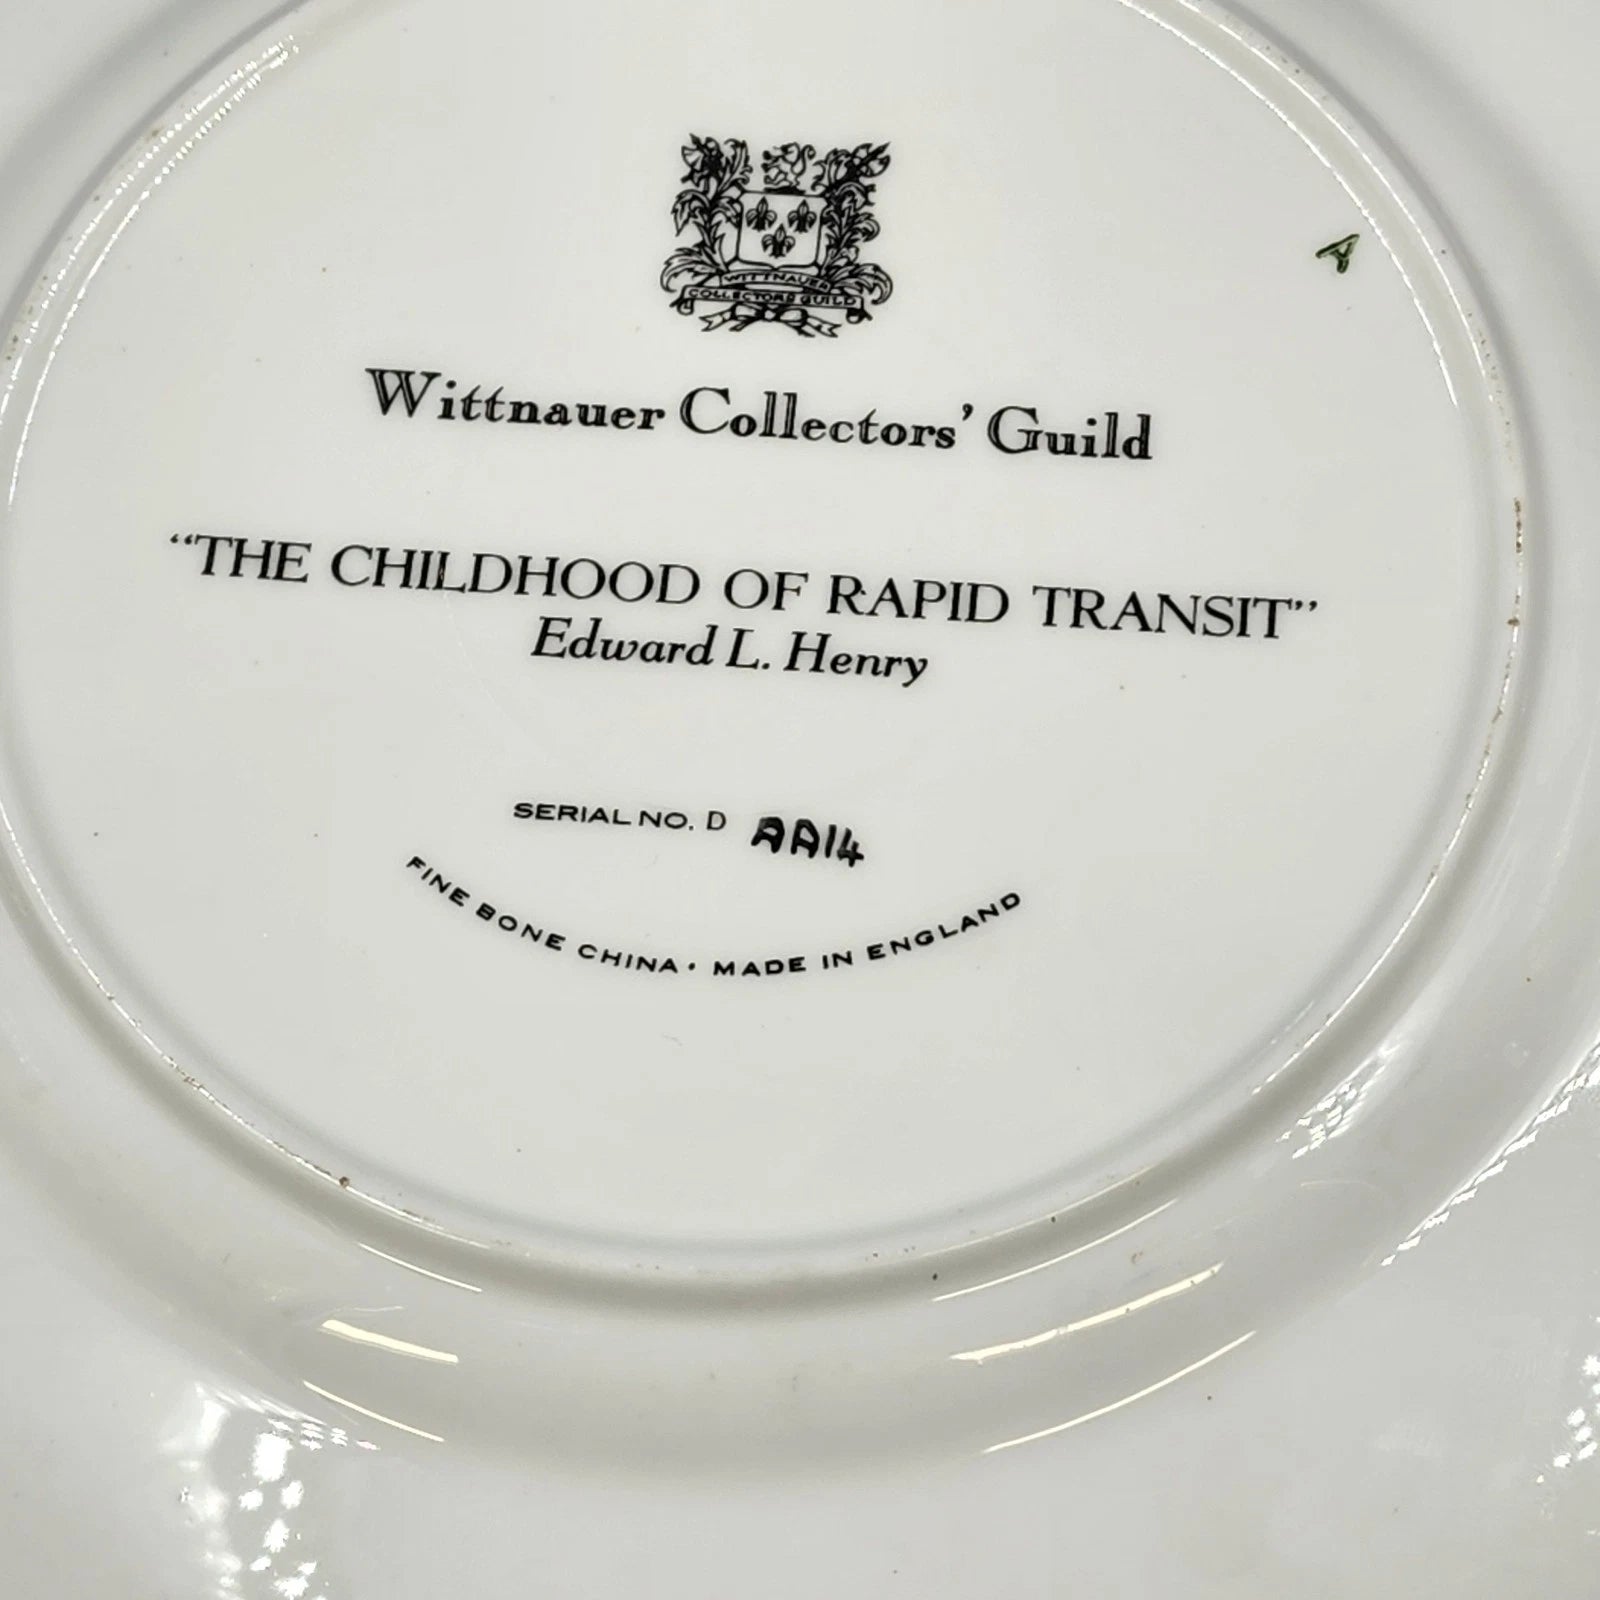 WITTNAUER
COLLECTORS GUILD
A
Wittnauer Collectors' Guild
“THE CHILDHOOD OF RAPID TRANSIT”
Edward L. Henry
SERIAL NO. D AA14
FINE BONE CHINA • MADE IN ENGLAND